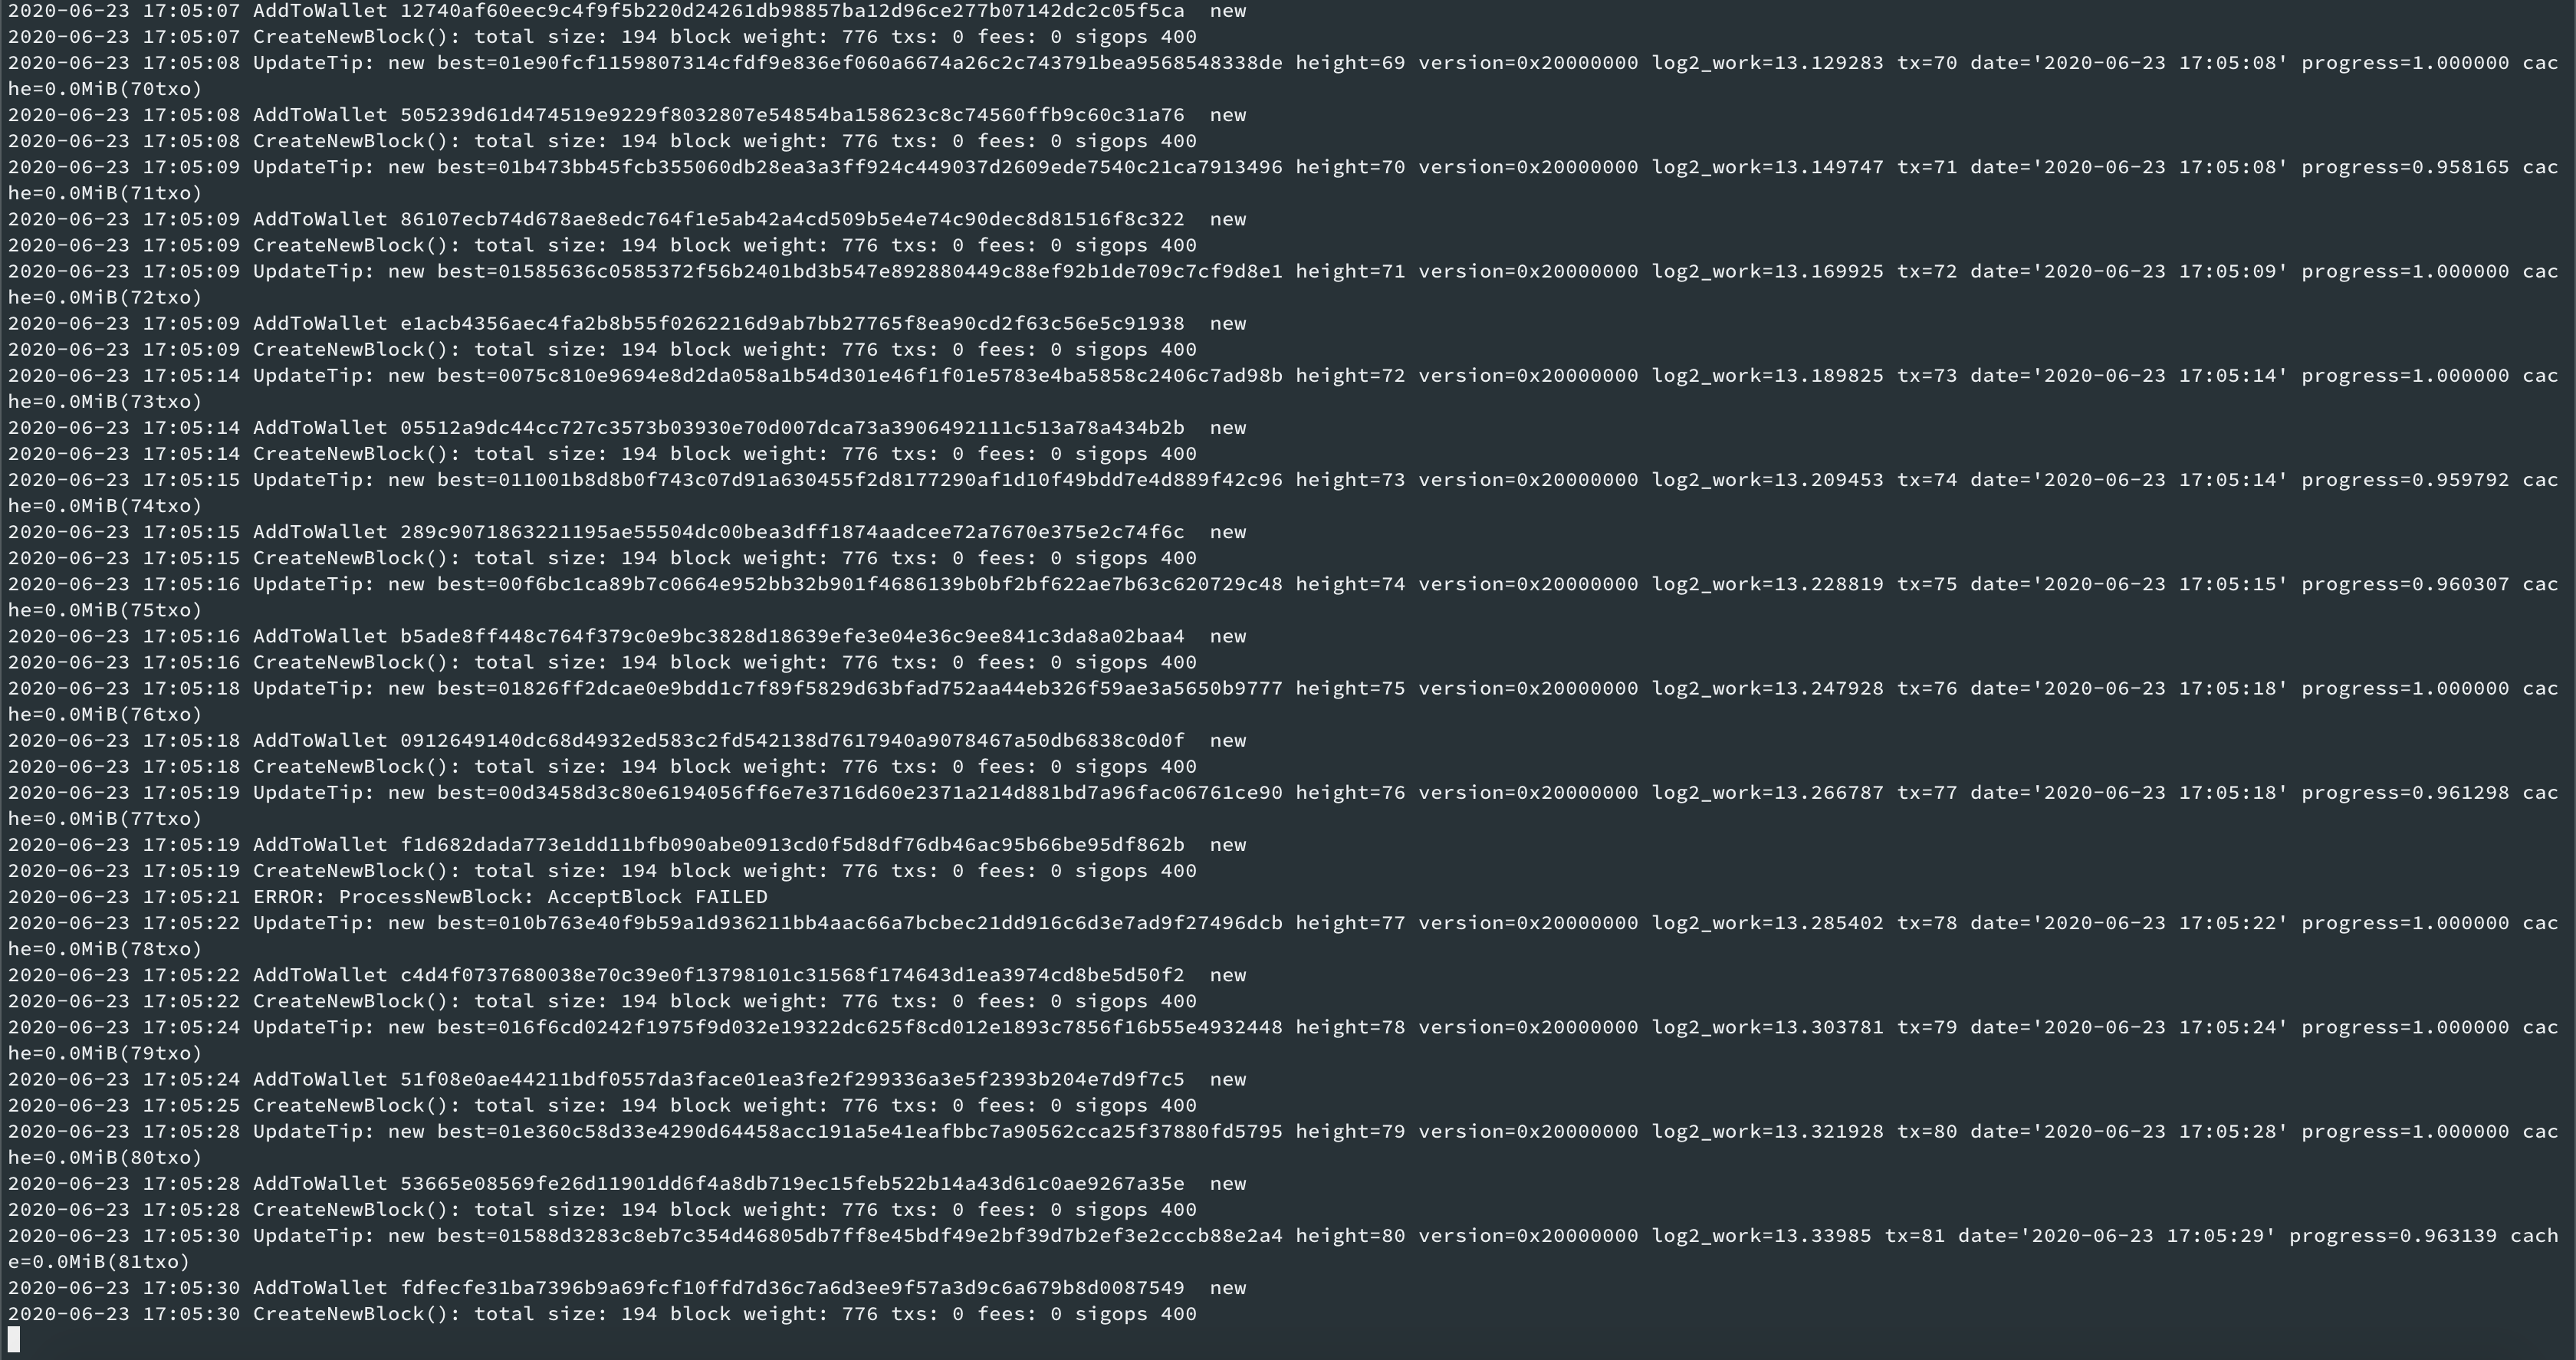 2020-06-23 17:05:07 AddToWallet 12740af60eec9c4f9f5b220d24261db98857ba12d96ce277b07142dc2c05f5ca  new
2020-06-23 17:05:07 CreateNewBlock(): total size: 194 block weight: 776 txs: 0 fees: 0 sigops 400
2020-06-23 17:05:08 UpdateTip: new best=01e90fcf1159807314cfdf9e836ef060a6674a26c2c743791bea9568548338de height=69 version=0x20000000 log2_work=13.129283 tx=70 date='2020-06-23 17:05:08' progress=1.000000 cac
he=0.0MiB(70txo)
2020-06-23 17:05:08 AddToWallet 505239d61d474519e9229f8032807e54854ba158623c8c74560ffb9c60c31a76  new
2020-06-23 17:05:08 CreateNewBlock(): total size: 194 block weight: 776 txs: 0 fees: 0 sigops 400
2020-06-23 17:05:09 UpdateTip: new best=01b473bb45fcb355060db28ea3a3ff924c449037d2609ede7540c21ca7913496 height=70 version=0x20000000 log2_work=13.149747 tx=71 date='2020-06-23 17:05:08' progress=0.958165 cac
he=0.0MiB(71txo)
2020-06-23 17:05:09 AddToWallet 86107ecb74d678ae8edc764f1e5ab42a4cd509b5e4e74c90dec8d81516f8c322  new
2020-06-23 17:05:09 CreateNewBlock(): total size: 194 block weight: 776 txs: 0 fees: 0 sigops 400
2020-06-23 17:05:09 UpdateTip: new best=01585636c0585372f56b2401bd3b547e892880449c88ef92b1de709c7cf9d8e1 height=71 version=0x20000000 log2_work=13.169925 tx=72 date='2020-06-23 17:05:09' progress=1.000000 cac
he=0.0MiB(72txo)
2020-06-23 17:05:09 AddToWallet e1acb4356aec4fa2b8b55f0262216d9ab7bb27765f8ea90cd2f63c56e5c91938  new
2020-06-23 17:05:09 CreateNewBlock(): total size: 194 block weight: 776 txs: 0 fees: 0 sigops 400
2020-06-23 17:05:14 UpdateTip: new best=0075c810e9694e8d2da058a1b54d301e46f1f01e5783e4ba5858c2406c7ad98b height=72 version=0x20000000 log2_work=13.189825 tx=73 date='2020-06-23 17:05:14' progress=1.000000 cac
he=0.0MiB(73txo)
2020-06-23 17:05:14 AddToWallet 05512a9dc44cc727c3573b03930e70d007dca73a3906492111c513a78a434b2b  new
2020-06-23 17:05:14 CreateNewBlock(): total size: 194 block weight: 776 txs: 0 fees: 0 sigops 400
2020-06-23 17:05:15 UpdateTip: new best=011001b8d8b0f743c07d91a630455f2d8177290af1d10f49bdd7e4d889f42c96 height=73 version=0x20000000 log2_work=13.209453 tx=74 date='2020-06-23 17:05:14' progress=0.959792 cac
he=0.0MiB(74txo)
2020-06-23 17:05:15 AddToWallet 289c9071863221195ae55504dc00bea3dff1874aadcee72a7670e375e2c74f6c  new
2020-06-23 17:05:15 CreateNewBlock(): total size: 194 block weight: 776 txs: 0 fees: 0 sigops 400
2020-06-23 17:05:16 UpdateTip: new best=00f6bc1ca89b7c0664e952bb32b901f4686139b0bf2bf622ae7b63c620729c48 height=74 version=0x20000000 log2_work=13.228819 tx=75 date='2020-06-23 17:05:15' progress=0.960307 cac
he=0.0MiB(75txo)
2020-06-23 17:05:16 AddToWallet b5ade8ff448c764f379c0e9bc3828d18639efe3e04e36c9ee841c3da8a02baa4  new
2020-06-23 17:05:16 CreateNewBlock(): total size: 194 block weight: 776 txs: 0 fees: 0 sigops 400
2020-06-23 17:05:18 UpdateTip: new best=01826ff2dcae0e9bdd1c7f89f5829d63bfad752aa44eb326f59ae3a5650b9777 height=75 version=0x20000000 log2_work=13.247928 tx=76 date='2020-06-23 17:05:18' progress=1.000000 cac
he=0.0MiB(76txo)
2020-06-23 17:05:18 AddToWallet 0912649140dc68d4932ed583c2fd542138d7617940a9078467a50db6838c0d0f  new
2020-06-23 17:05:18 CreateNewBlock(): total size: 194 block weight: 776 txs: 0 fees: 0 sigops 400
2020-06-23 17:05:19 UpdateTip: new best=00d3458d3c80e6194056ff6e7e3716d60e2371a214d881bd7a96fac06761ce90 height=76 version=0x20000000 log2_work=13.266787 tx=77 date='2020-06-23 17:05:18' progress=0.961298 cac
he=0.0MiB(77txo)
2020-06-23 17:05:19 AddToWallet f1d682dada773e1dd11bfb090abe0913cd0f5d8df76db46ac95b66be95df862b  new
2020-06-23 17:05:19 CreateNewBlock(): total size: 194 block weight: 776 txs: 0 fees: 0 sigops 400
2020-06-23 17:05:21 ERROR: ProcessNewBlock: AcceptBlock FAILED
2020-06-23 17:05:22 UpdateTip: new best=010b763e40f9b59a1d936211bb4aac66a7bcbec21dd916c6d3e7ad9f27496dcb height=77 version=0x20000000 log2_work=13.285402 tx=78 date='2020-06-23 17:05:22' progress=1.000000 cac
he=0.0MiB(78txo)
2020-06-23 17:05:22 AddToWallet c4d4f0737680038e70c39e0f13798101c31568f174643d1ea3974cd8be5d50f2  new
2020-06-23 17:05:22 CreateNewBlock(): total size: 194 block weight: 776 txs: 0 fees: 0 sigops 400
2020-06-23 17:05:24 UpdateTip: new best=016f6cd0242f1975f9d032e19322dc625f8cd012e1893c7856f16b55e4932448 height=78 version=0x20000000 log2_work=13.303781 tx=79 date='2020-06-23 17:05:24' progress=1.000000 cac
he=0.0MiB(79txo)
2020-06-23 17:05:24 AddToWallet 51f08e0ae44211bdf0557da3face01ea3fe2f299336a3e5f2393b204e7d9f7c5  new
2020-06-23 17:05:25 CreateNewBlock(): total size: 194 block weight: 776 txs: 0 fees: 0 sigops 400
2020-06-23 17:05:28 UpdateTip: new best=01e360c58d33e4290d64458acc191a5e41eafbbc7a90562cca25f37880fd5795 height=79 version=0x20000000 log2_work=13.321928 tx=80 date='2020-06-23 17:05:28' progress=1.000000 cac
he=0.0MiB(80txo)
2020-06-23 17:05:28 AddToWallet 53665e08569fe26d11901dd6f4a8db719ec15feb522b14a43d61c0ae9267a35e  new
2020-06-23 17:05:28 CreateNewBlock(): total size: 194 block weight: 776 txs: 0 fees: 0 sigops 400
2020-06-23 17:05:30 UpdateTip: new best=01588d3283c8eb7c354d46805db7ff8e45bdf49e2bf39d7b2ef3e2cccb88e2a4 height=80 version=0x20000000 log2_work=13.33985 tx=81 date='2020-06-23 17:05:29' progress=0.963139 cach
e=0.0MiB(81txo)
2020-06-23 17:05:30 AddToWallet fdfecfe31ba7396b9a69fcf10ffd7d36c7a6d3ee9f57a3d9c6a679b8d0087549  new
2020-06-23 17:05:30 CreateNewBlock(): total size: 194 block weight: 776 txs: 0 fees: 0 sigops 400